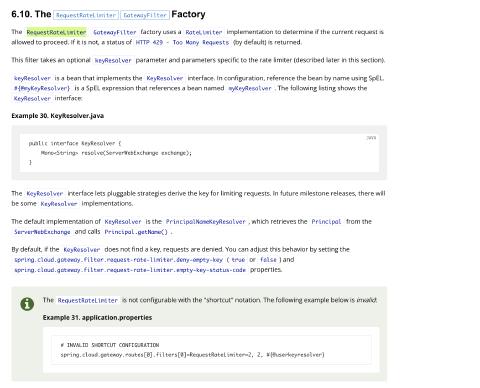 6.10. The RequestRateLimiter GatewayFilter Factory
The RequestRateLimiter GatewayFilter factory uses a RateLimiter implementation to determine if the current request is
allowed to proceed. If it is not, a status of HTTP 429 - Too Many Requests (by default) is returned.
This filter takes an optional keyResolver parameter and parameters specific to the rate limiter (described later in this section).
keyResolver is a bean that implements the KeyResolver interface. In configuration, reference the bean by name using SpEL.
#{@myKeyResolver} is a SpEL expression that references a bean named myKeyResolver. The following listing shows the
KeyResolver interface:
Example 30. KeyResolver.java
JAVA
public interface KeyResolver {
Mono<String> resolve(ServerWebExchange exchange);
}
The KeyResolver interface lets pluggable strategies derive the key for limiting requests. In future milestone releases, there will
be some KeyResolver implementations.
The default implementation of KeyResolver is the PrincipalNameKeyResolver, which retrieves the Principal from the
ServerWebExchange and calls Principal.getName().
By default, if the KeyResolver does not find a key, requests are denied. You can adjust this behavior by setting the
spring.cloud.gateway.filter.request-rate-limiter.deny-empty-key (true or false) and
spring.cloud.gateway.filter.request-rate-limiter.empty-key-status-code properties.
The RequestRateLimiter is not configurable with the "shortcut" notation. The following example below is invalid:
Example 31. application.properties
# INVALID SHORTCUT CONFIGURATION
spring.cloud.gateway.routes[0].filters[0]=RequestRateLimiter=2, 2, #{@userkeyresolver}